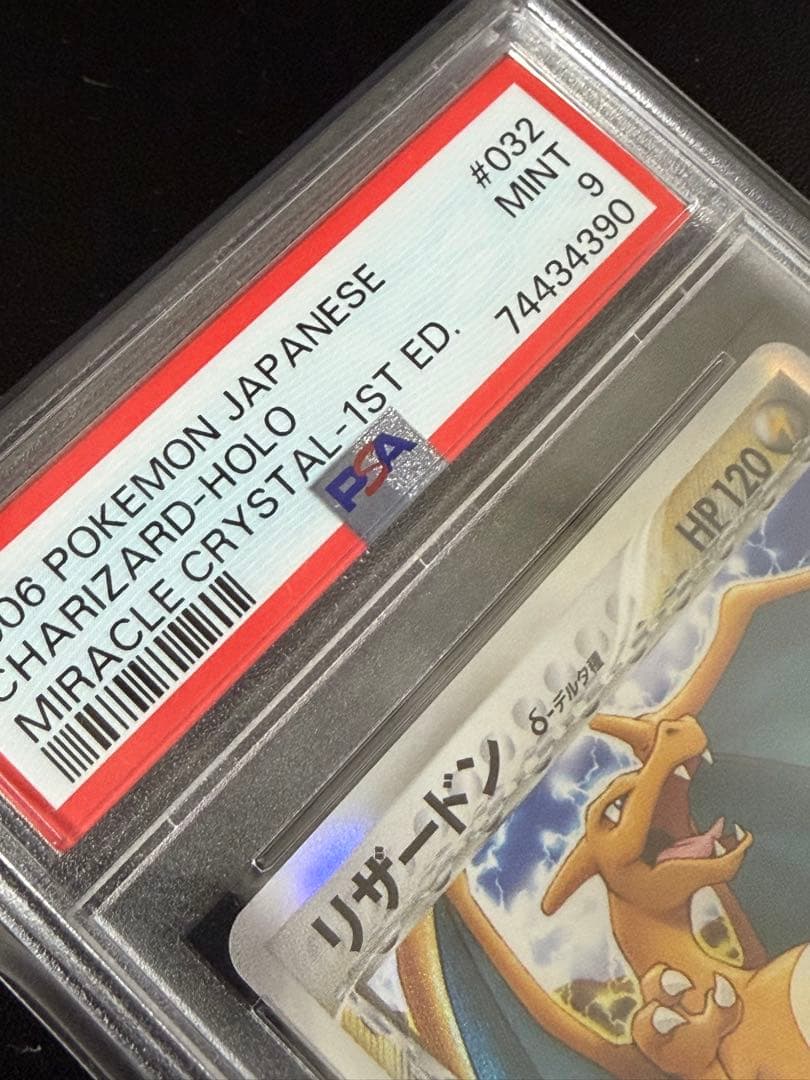 06 POKEMON JAPANESE #032
CHARIZARD-HOLO MINT 9
MIRACLE CRYSTAL-1ST ED. 74434390
PSA
リザードン δ-デルタ種 HP120